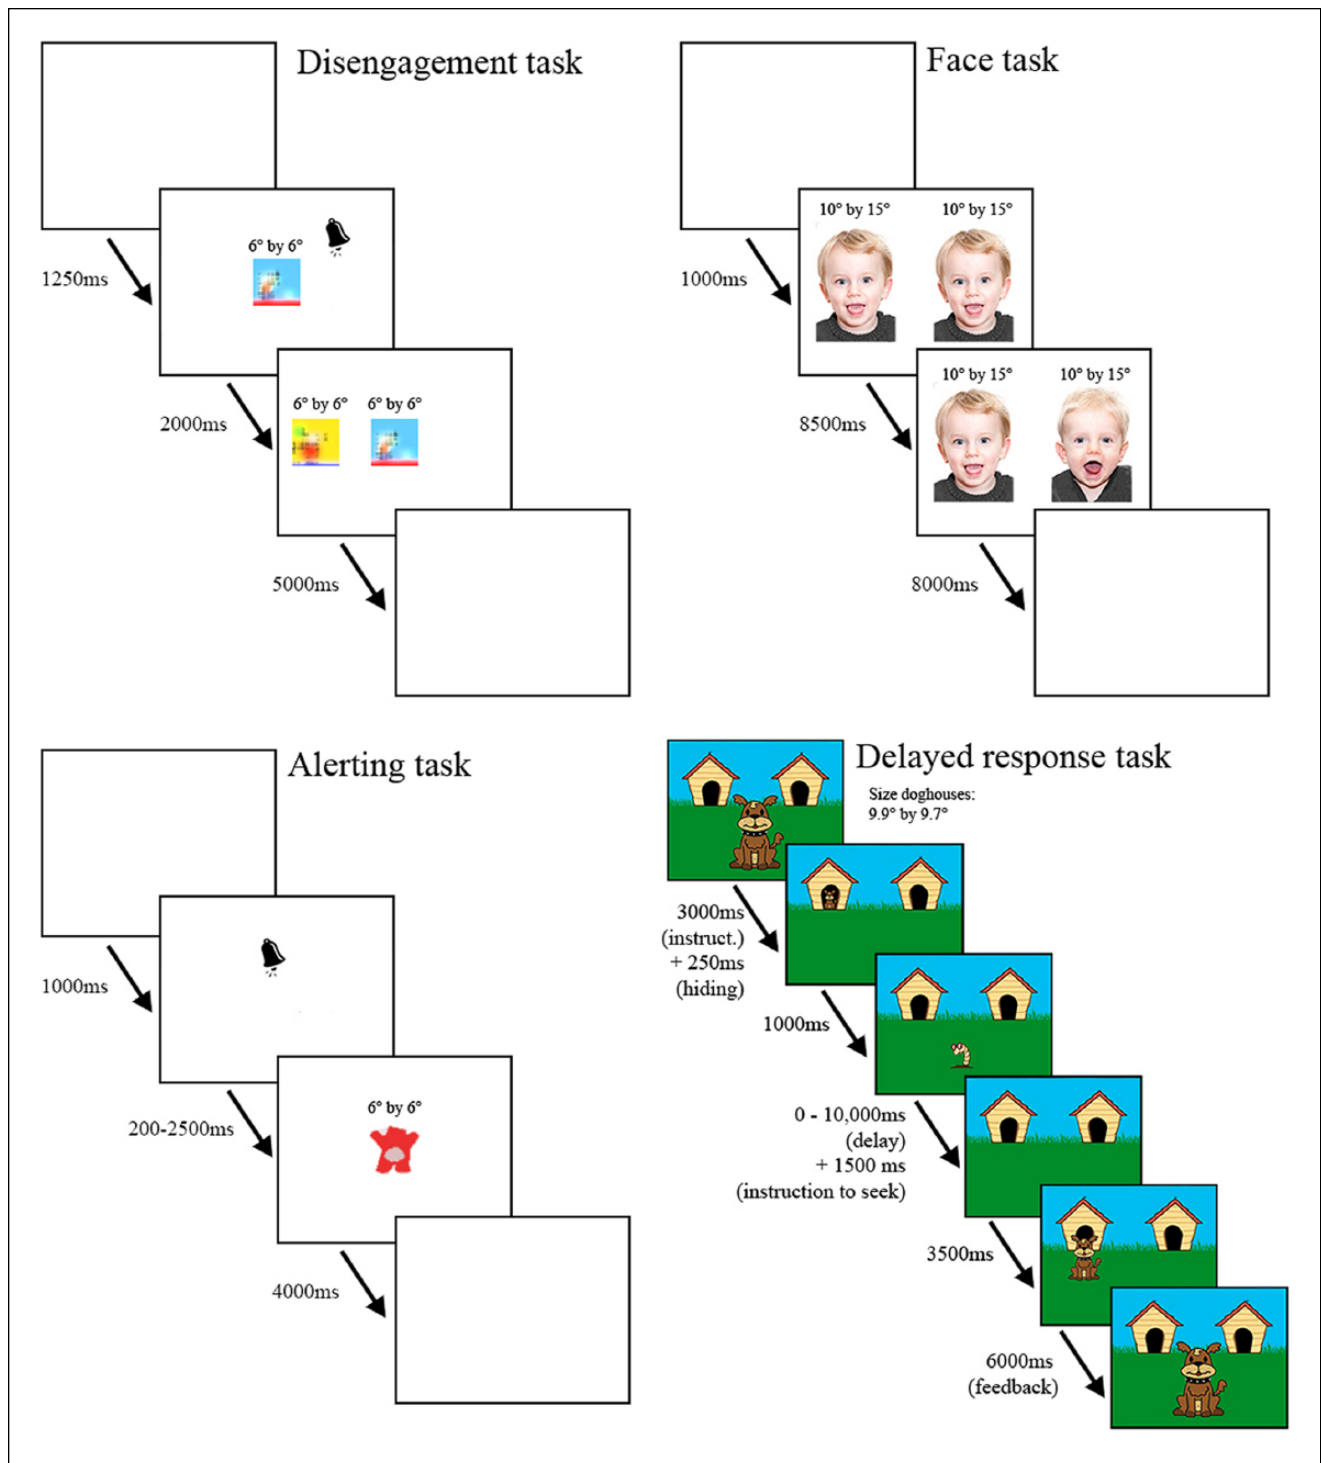 Disengagement task
6° by 6°
1250ms
6° by 6° 6° by 6°
2000ms
5000ms
Face task
10° by 15° 10° by 15°
1000ms
10° by 15° 10° by 15°
8500ms
8000ms
Alerting task
1000ms
6° by 6°
200-2500ms
4000ms
Delayed response task
Size doghouses:
9.9° by 9.7°
3000ms
(instruct.)
+ 250ms
(hiding)
1000ms
0 - 10,000ms
(delay)
+ 1500 ms
(instruction to seek)
3500ms
6000ms
(feedback)